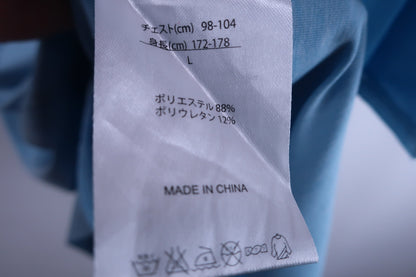 チェスト(cm) 98-104
身長(cm) 172-178
L
ポリエステル 88%
ポリウレタン 12%
MADE IN CHINA